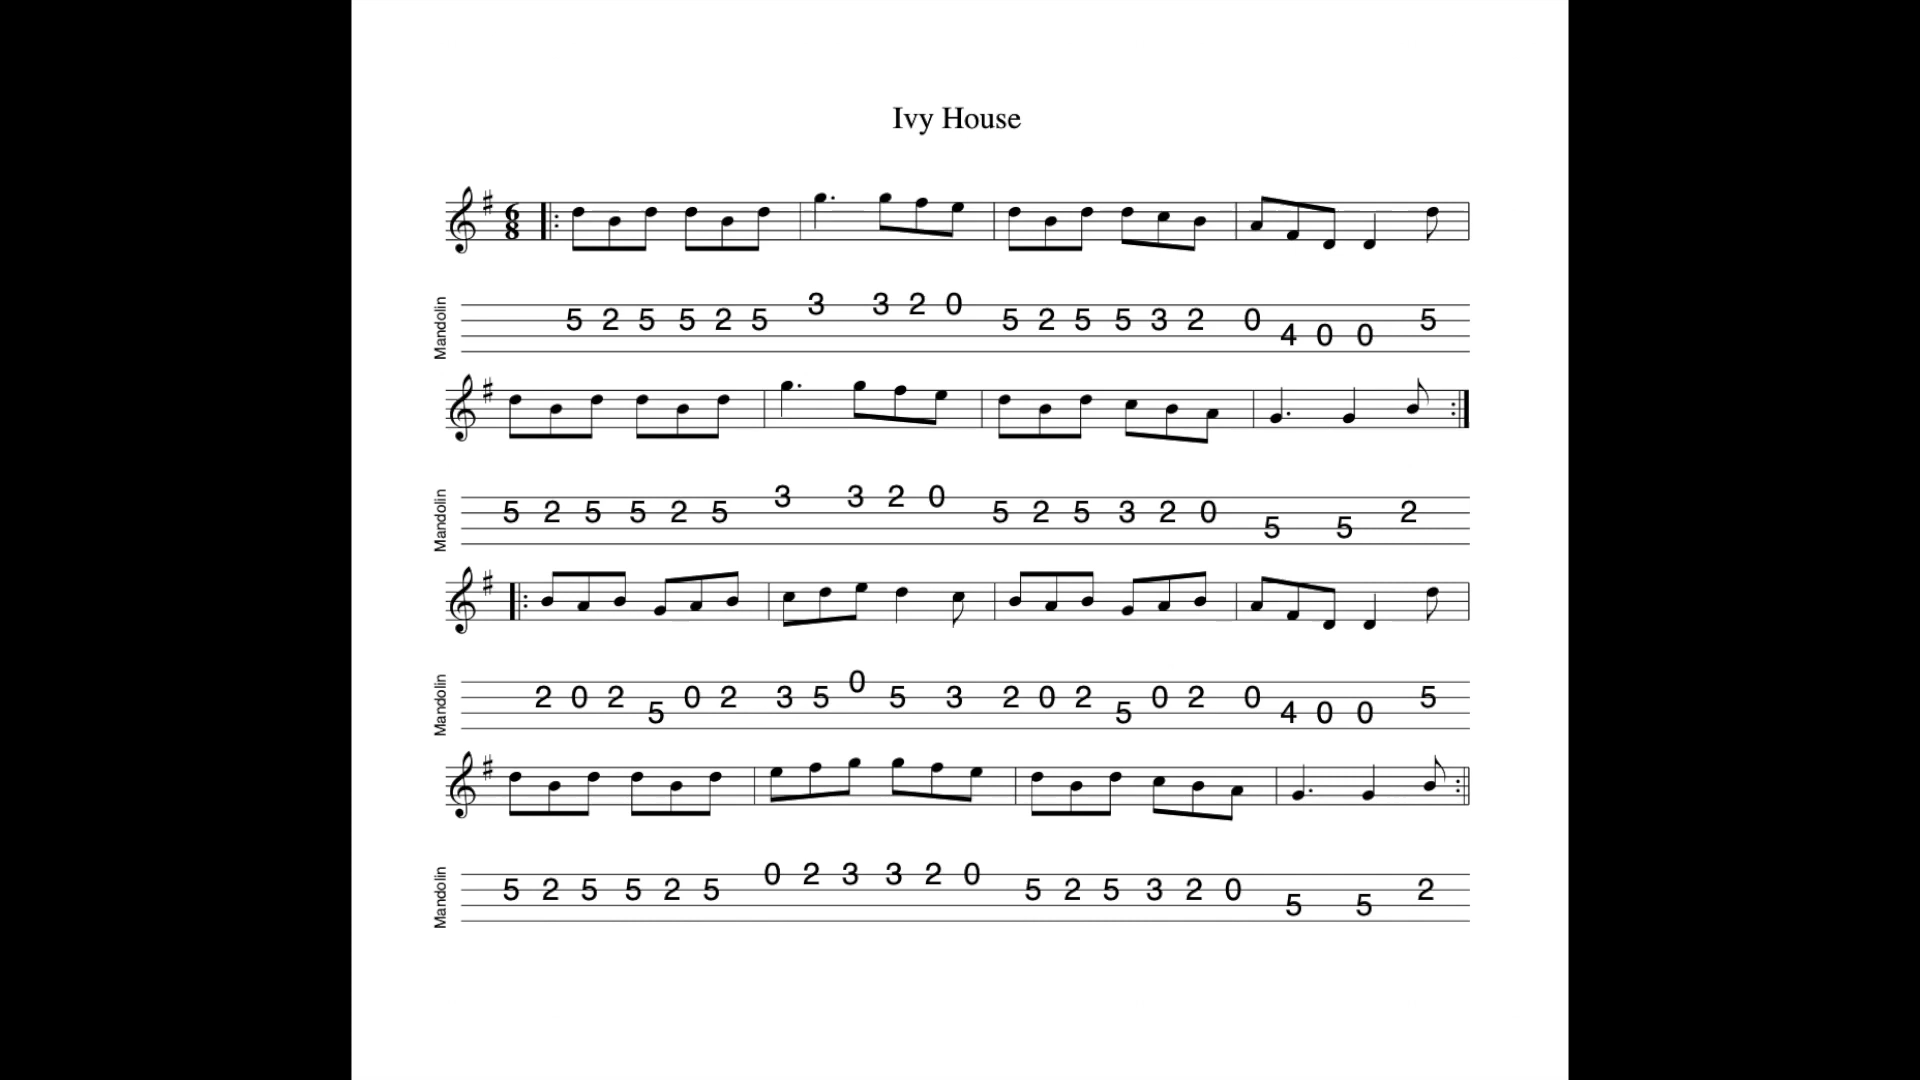 Ivy House
6
8
Mandolin
5 2 5 5 2 5 3 3 2 0 5 2 5 5 3 2 0 4 0 0 5
Mandolin
5 2 5 5 2 5 3 3 2 0 5 2 5 3 2 0 5 5 2
Mandolin
2 0 2 5 0 2 3 5 0 5 3 2 0 2 5 0 2 0 4 0 0 5
Mandolin
5 2 5 5 2 5 0 2 3 3 2 0 5 2 5 3 2 0 5 5 2